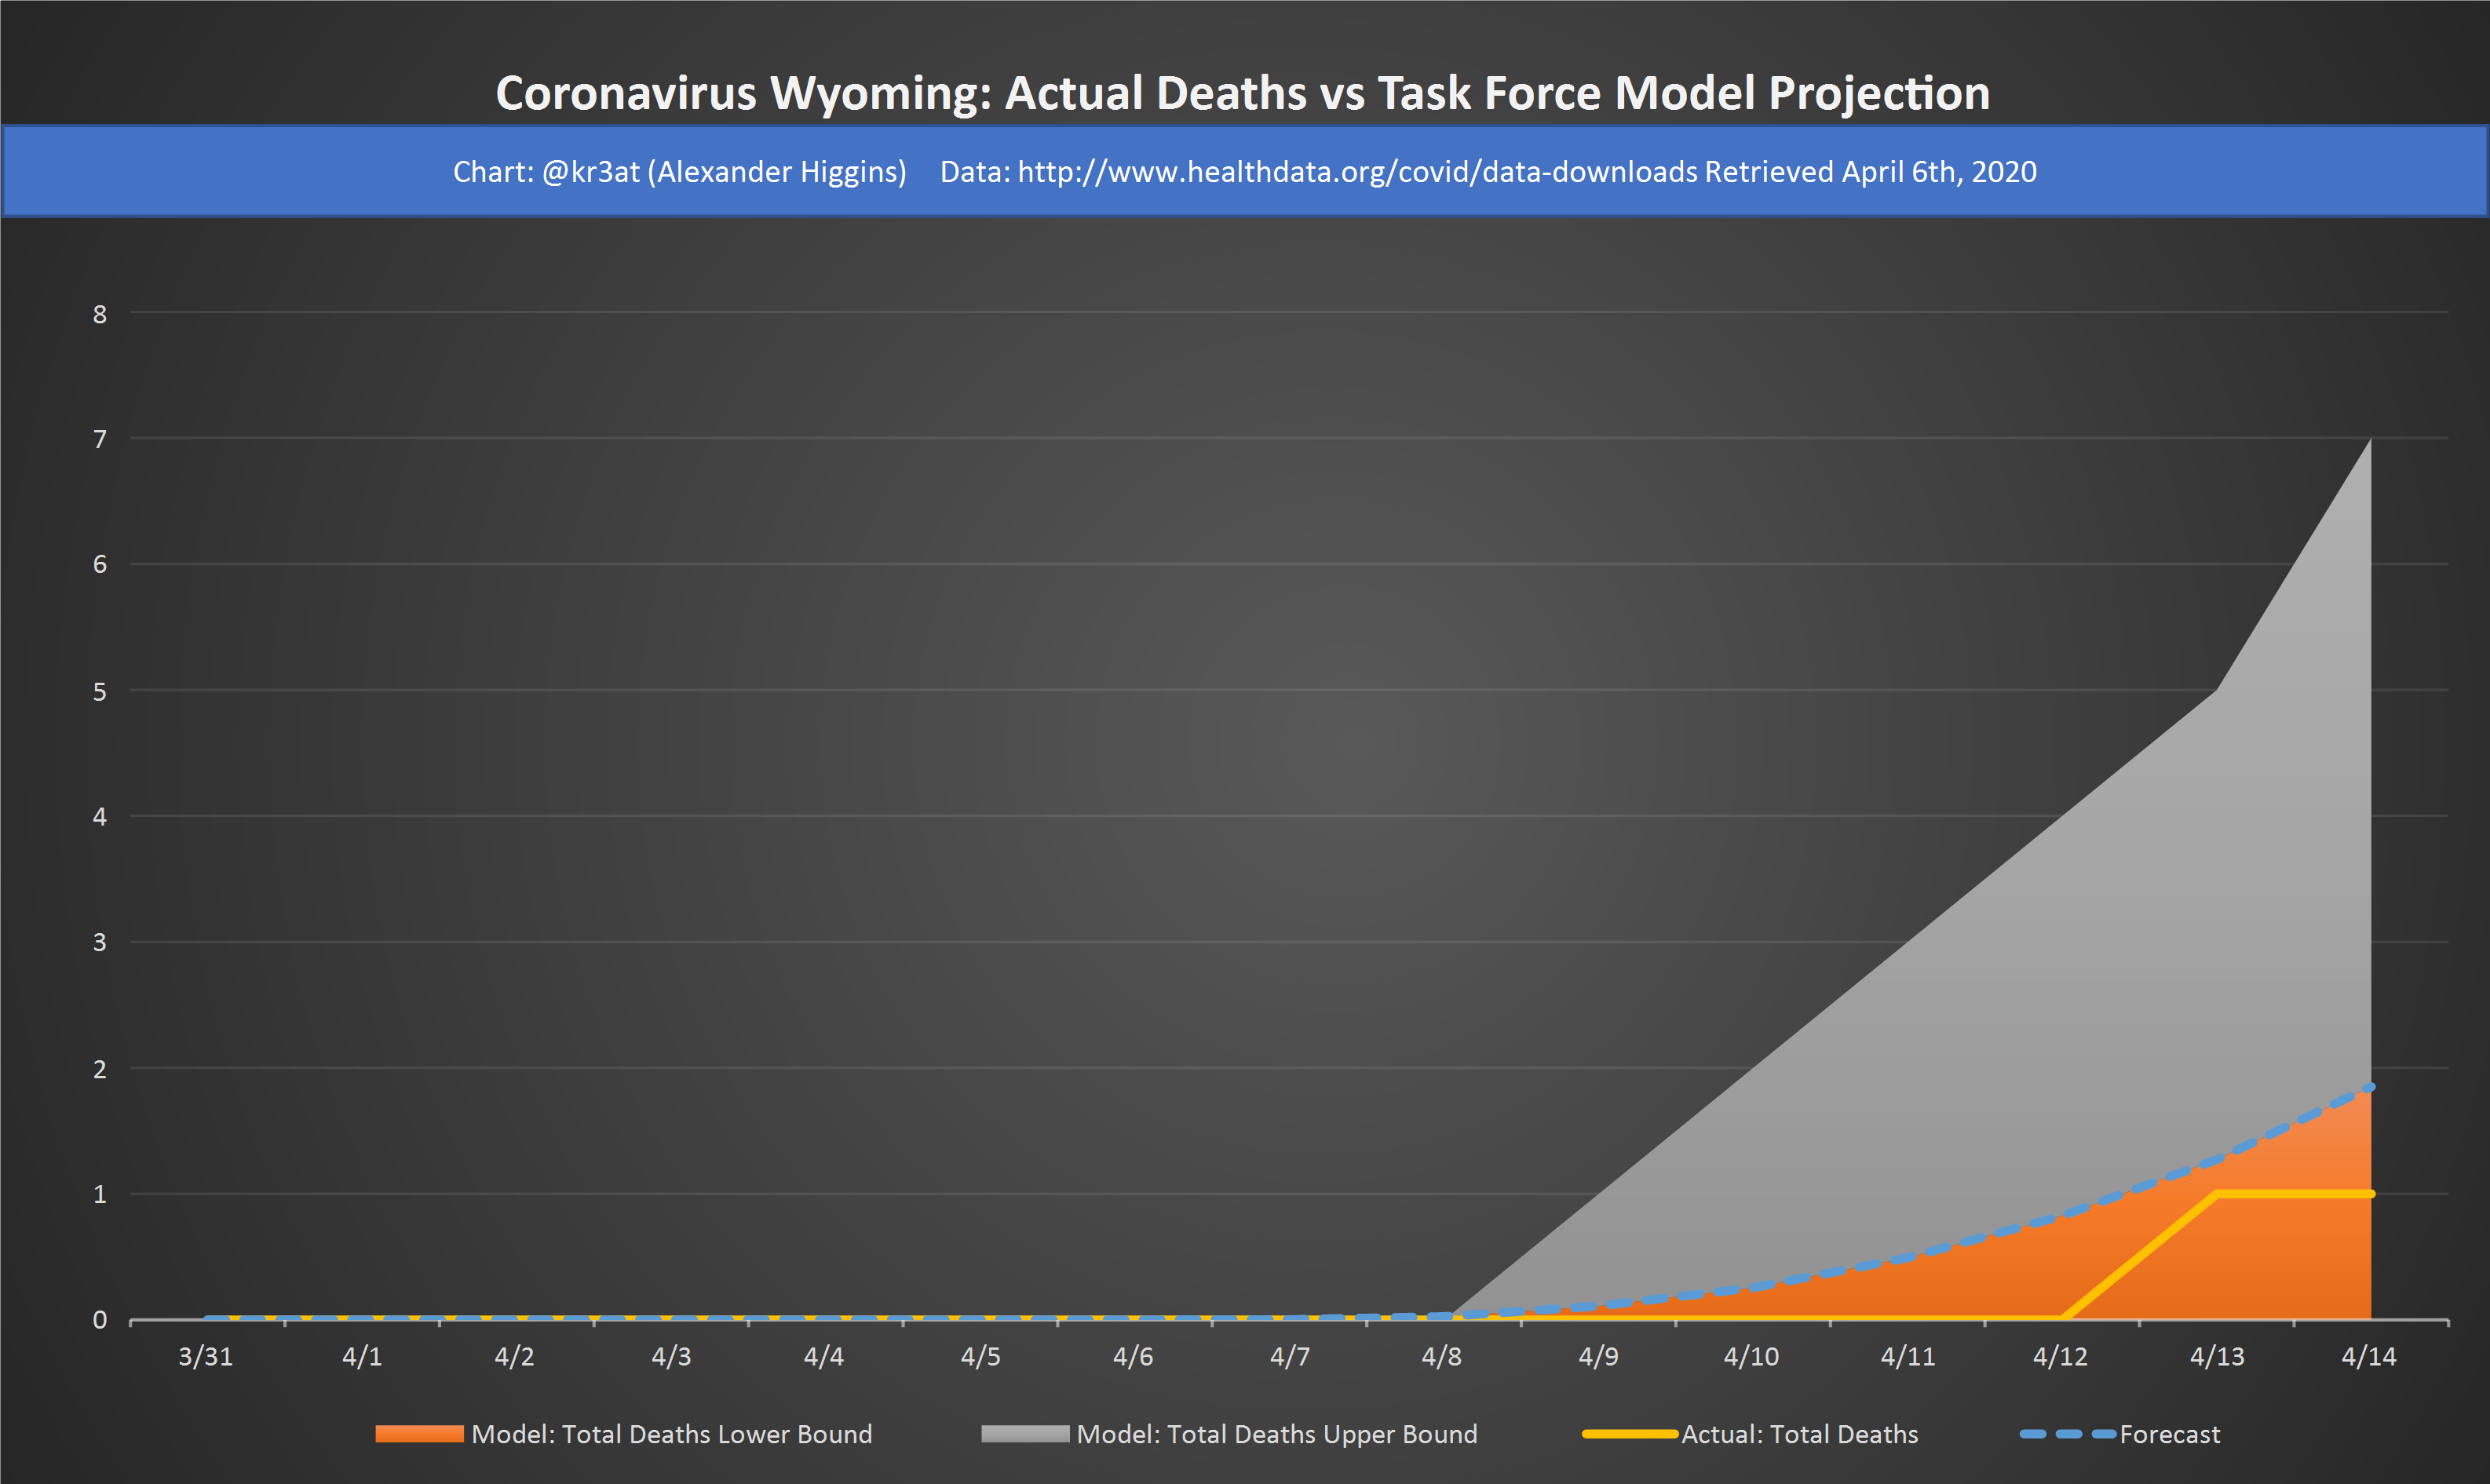 Coronavirus Wyoming: Actual Deaths vs Task Force Model Projection
Chart: @kr3at (Alexander Higgins) Data: http://www.healthdata.org/covid/data-downloads Retrieved April 6th, 2020
8
7
6
5
4
3
2
1
0
3/31 4/1 4/2 4/3 4/4 4/5 4/6 4/7 4/8 4/9 4/10 4/11 4/12 4/13 4/14
Model: Total Deaths Lower Bound Model: Total Deaths Upper Bound Actual: Total Deaths Forecast